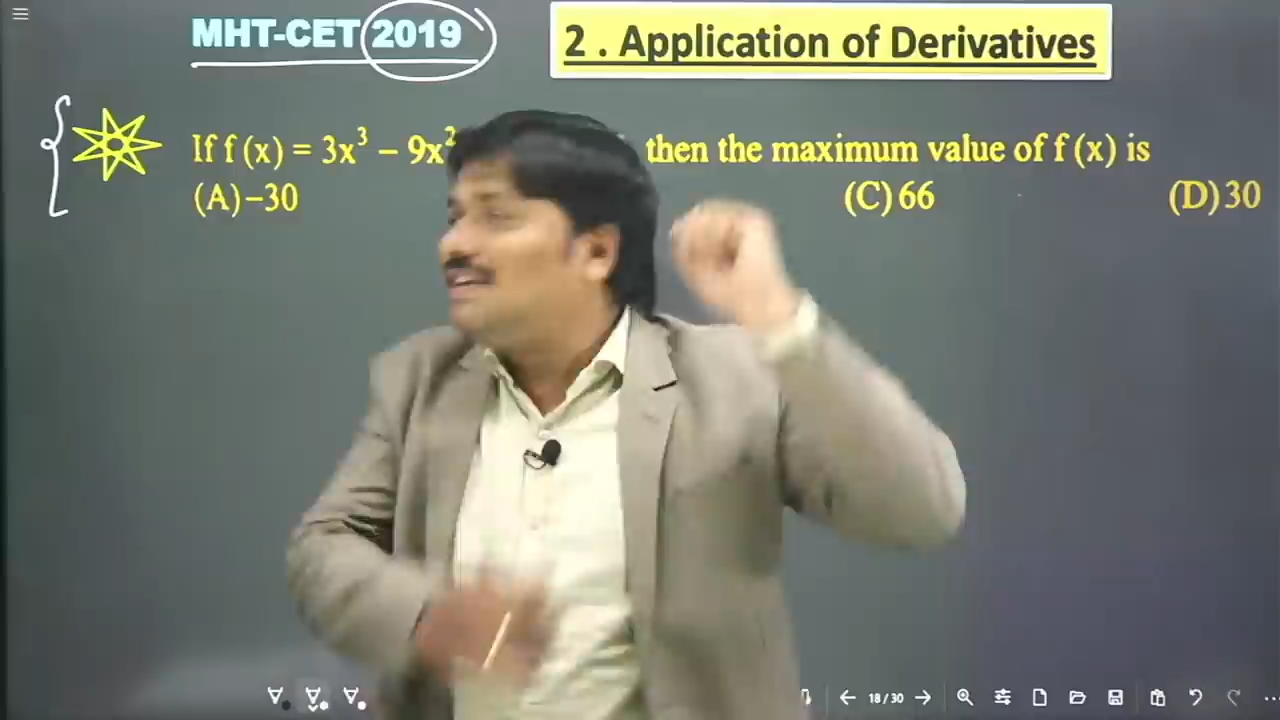 MHT-CET 2019
2 . Application of Derivatives
If f (x) = 3x³ – 9x² then the maximum value of f (x) is
(A) –30 (C) 66 (D) 30
18/30